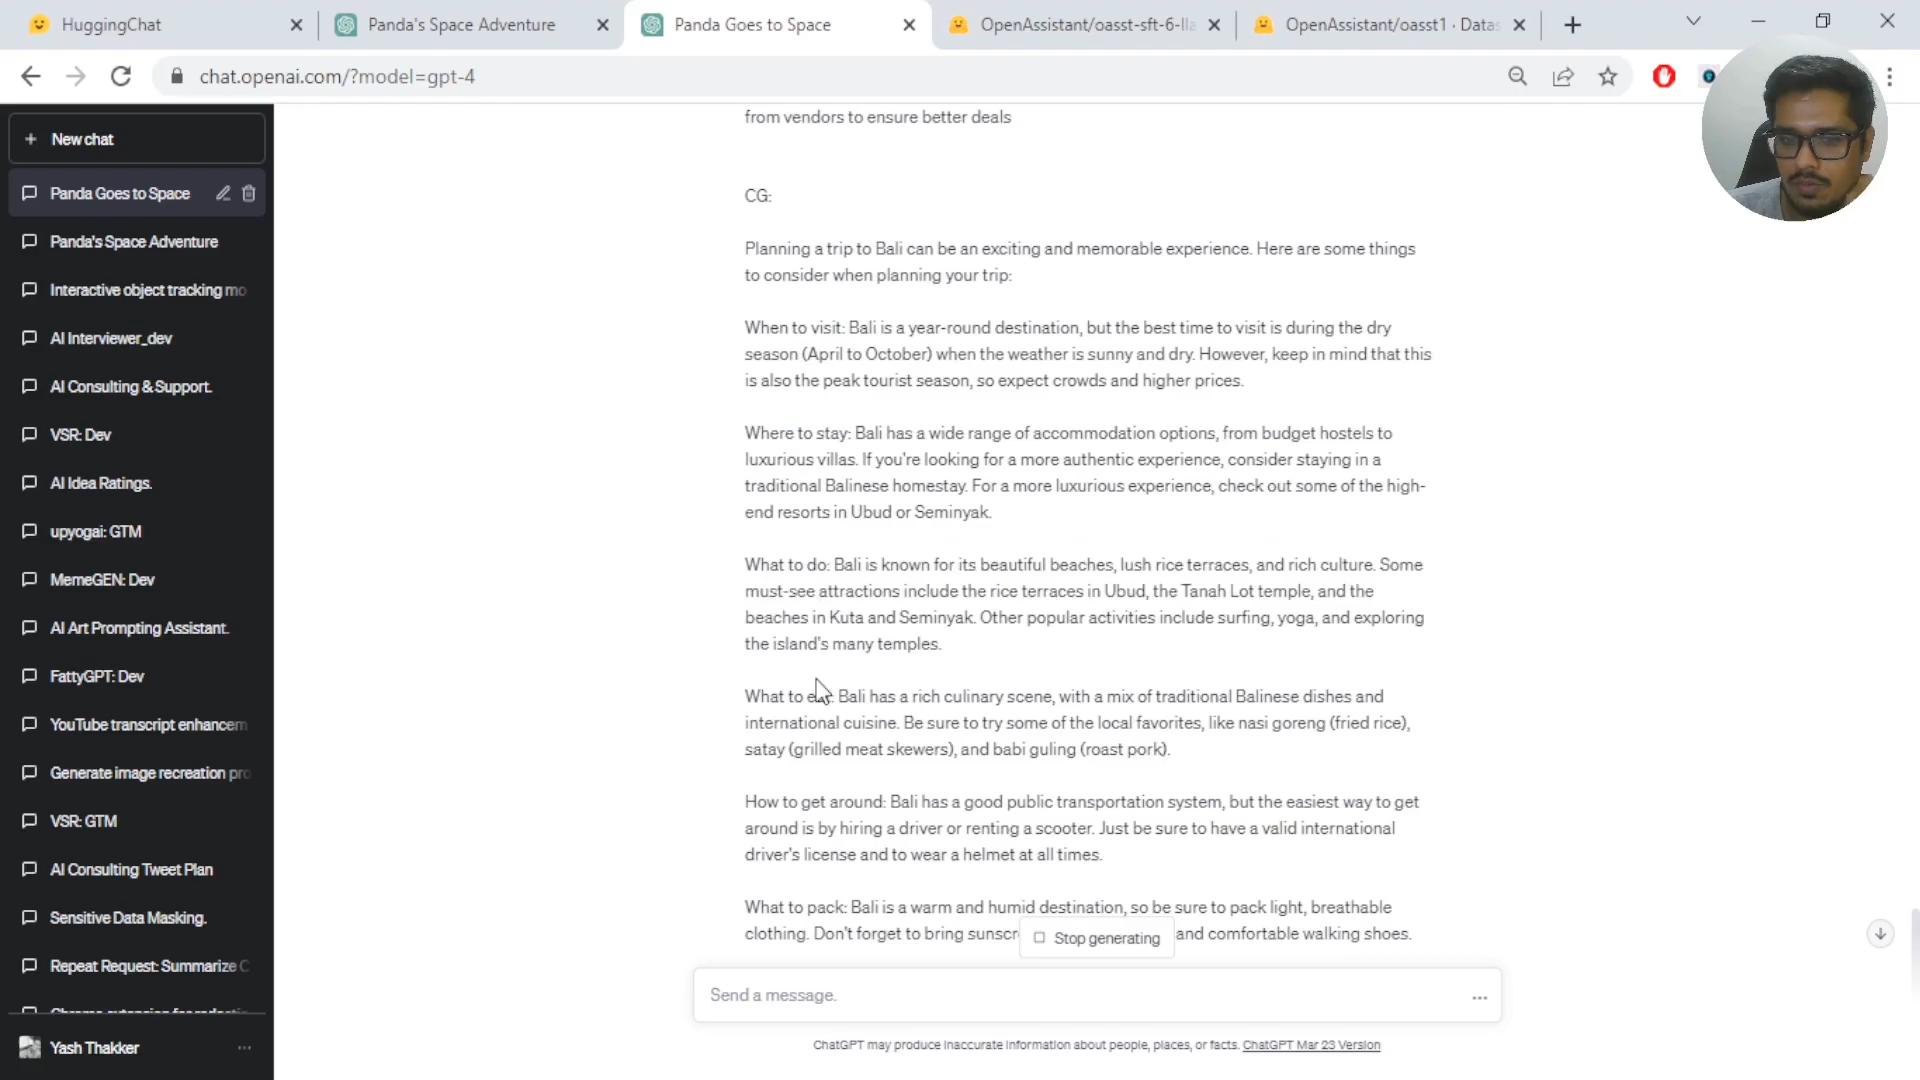 HuggingChat
Panda's Space Adventure
Panda Goes to Space
OpenAssistant/oasst-sft-6-lla
OpenAssistant/oasst1 · Datas
chat.openai.com/?model=gpt-4
New chat
Panda Goes to Space
Panda's Space Adventure
Interactive object tracking mo
AI Interviewer_dev
AI Consulting & Support.
VSR: Dev
AI Idea Ratings.
upyogai: GTM
MemeGEN: Dev
AI Art Prompting Assistant.
FattyGPT: Dev
YouTube transcript enhancem
Generate image recreation pro
VSR: GTM
AI Consulting Tweet Plan
Sensitive Data Masking.
Repeat Request: Summarize C
Yash Thakker
from vendors to ensure better deals
CG:
Planning a trip to Bali can be an exciting and memorable experience. Here are some things
to consider when planning your trip:
When to visit: Bali is a year-round destination, but the best time to visit is during the dry
season (April to October) when the weather is sunny and dry. However, keep in mind that this
is also the peak tourist season, so expect crowds and higher prices.
Where to stay: Bali has a wide range of accommodation options, from budget hostels to
luxurious villas. If you're looking for a more authentic experience, consider staying in a
traditional Balinese homestay. For a more luxurious experience, check out some of the high-
end resorts in Ubud or Seminyak.
What to do: Bali is known for its beautiful beaches, lush rice terraces, and rich culture. Some
must-see attractions include the rice terraces in Ubud, the Tanah Lot temple, and the
beaches in Kuta and Seminyak. Other popular activities include surfing, yoga, and exploring
the island's many temples.
What to eat: Bali has a rich culinary scene, with a mix of traditional Balinese dishes and
international cuisine. Be sure to try some of the local favorites, like nasi goreng (fried rice),
satay (grilled meat skewers), and babi guling (roast pork).
How to get around: Bali has a good public transportation system, but the easiest way to get
around is by hiring a driver or renting a scooter. Just be sure to have a valid international
driver's license and to wear a helmet at all times.
What to pack: Bali is a warm and humid destination, so be sure to pack light, breathable
clothing. Don't forget to bring sunscr and comfortable walking shoes.
Stop generating
Send a message.
ChatGPT may produce inaccurate information about people, places, or facts. ChatGPT Mar 23 Version